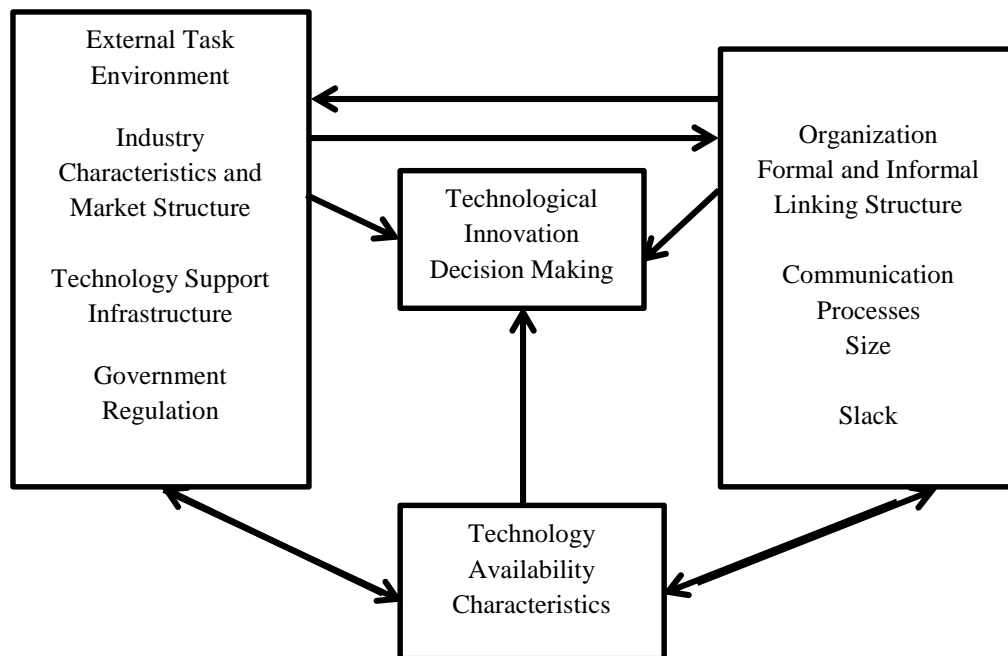 External Task
Environment
Industry
Characteristics and
Market Structure
Technology Support
Infrastructure
Government
Regulation
Technological
Innovation
Decision Making
Organization
Formal and Informal
Linking Structure
Communication
Processes
Size
Slack
Technology
Availability
Characteristics